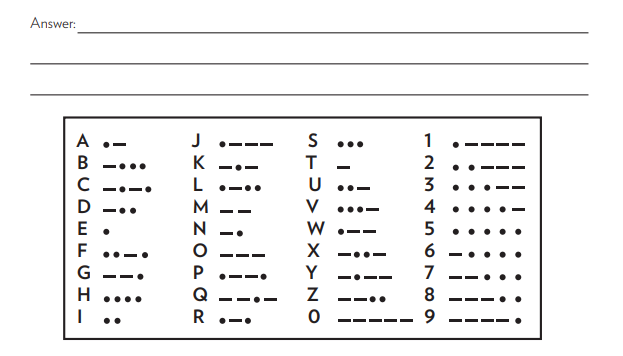 Answer:
A •– J •––– S ••• 1 •––––
B –••• K –•– T – 2 ••–––
C –•–• L •–•• U ••– 3 •••––
D –•• M –– V •••– 4 ••••–
E • N –• W •–– 5 •••••
F ••–• O ––– X –••– 6 –••••
G ––• P •––• Y –•–– 7 ––•••
H •••• Q ––•– Z ––•• 8 –––••
I •• R •–• 0 ––––– 9 ––––•